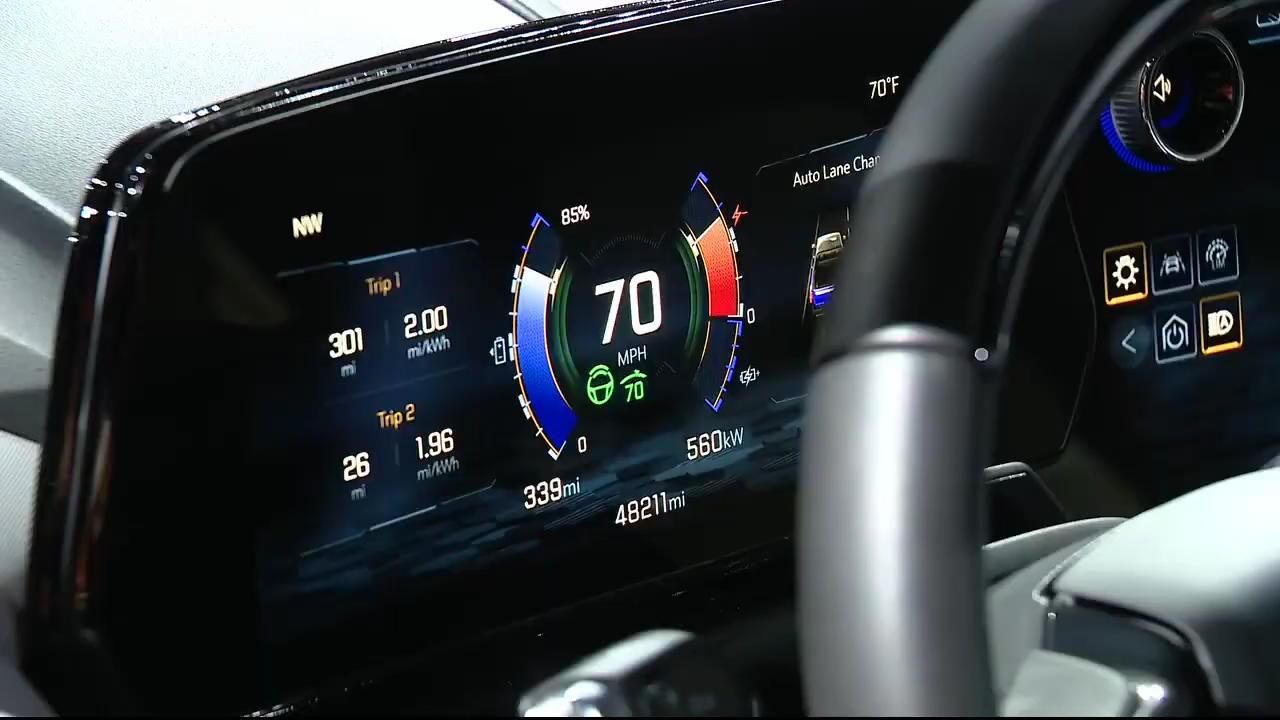 70°F
Auto Lane Chan
NW
85%
Trip 1
301 mi
2.00 mi/kWh
70
MPH
70
0
Trip 2
26 mi
1.96 mi/kWh
0
560kW
339mi
48211mi
LIM